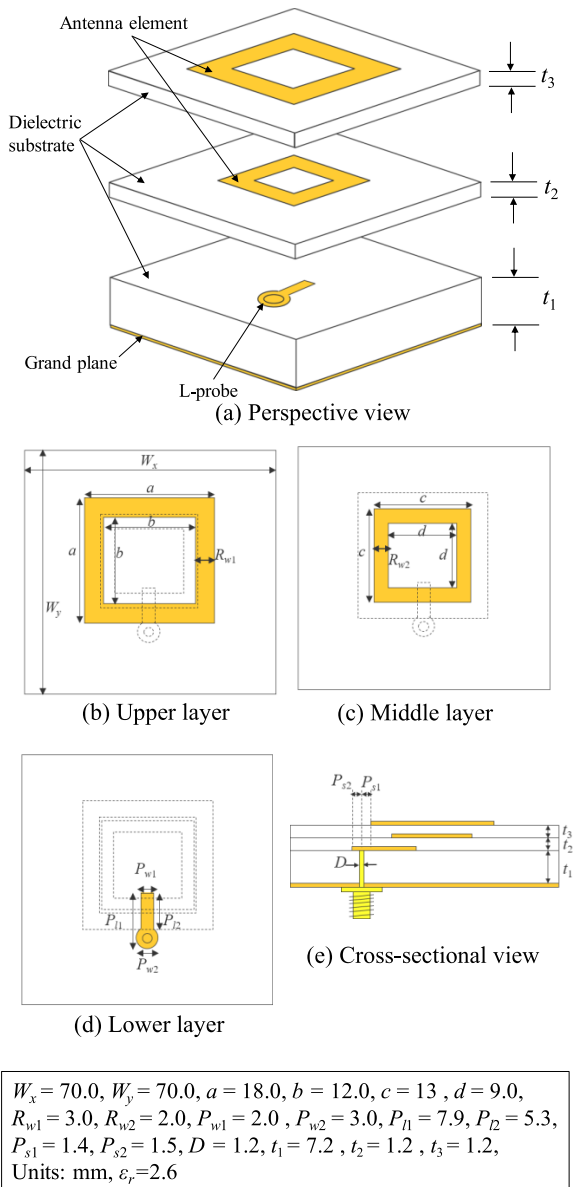 Antenna element
t3
Dielectric
substrate
t2
t1
Grand plane
L-probe
(a) Perspective view
Wx
a
b
a
b
Rw1
Wy
(b) Upper layer
c
d
c
Rw2
d
(c) Middle layer
Pw1
Pl1
Pl2
Pw2
(d) Lower layer
Ps2
Ps1
t3
t2
D
t1
(e) Cross-sectional view
Wx = 70.0, Wy = 70.0, a = 18.0, b = 12.0, c = 13 , d = 9.0,
Rw1 = 3.0, Rw2 = 2.0, Pw1 = 2.0 , Pw2 = 3.0, Pl1 = 7.9, Pl2 = 5.3,
Ps1 = 1.4, Ps2 = 1.5, D = 1.2, t1 = 7.2 , t2 = 1.2 , t3 = 1.2,
Units: mm, εr=2.6